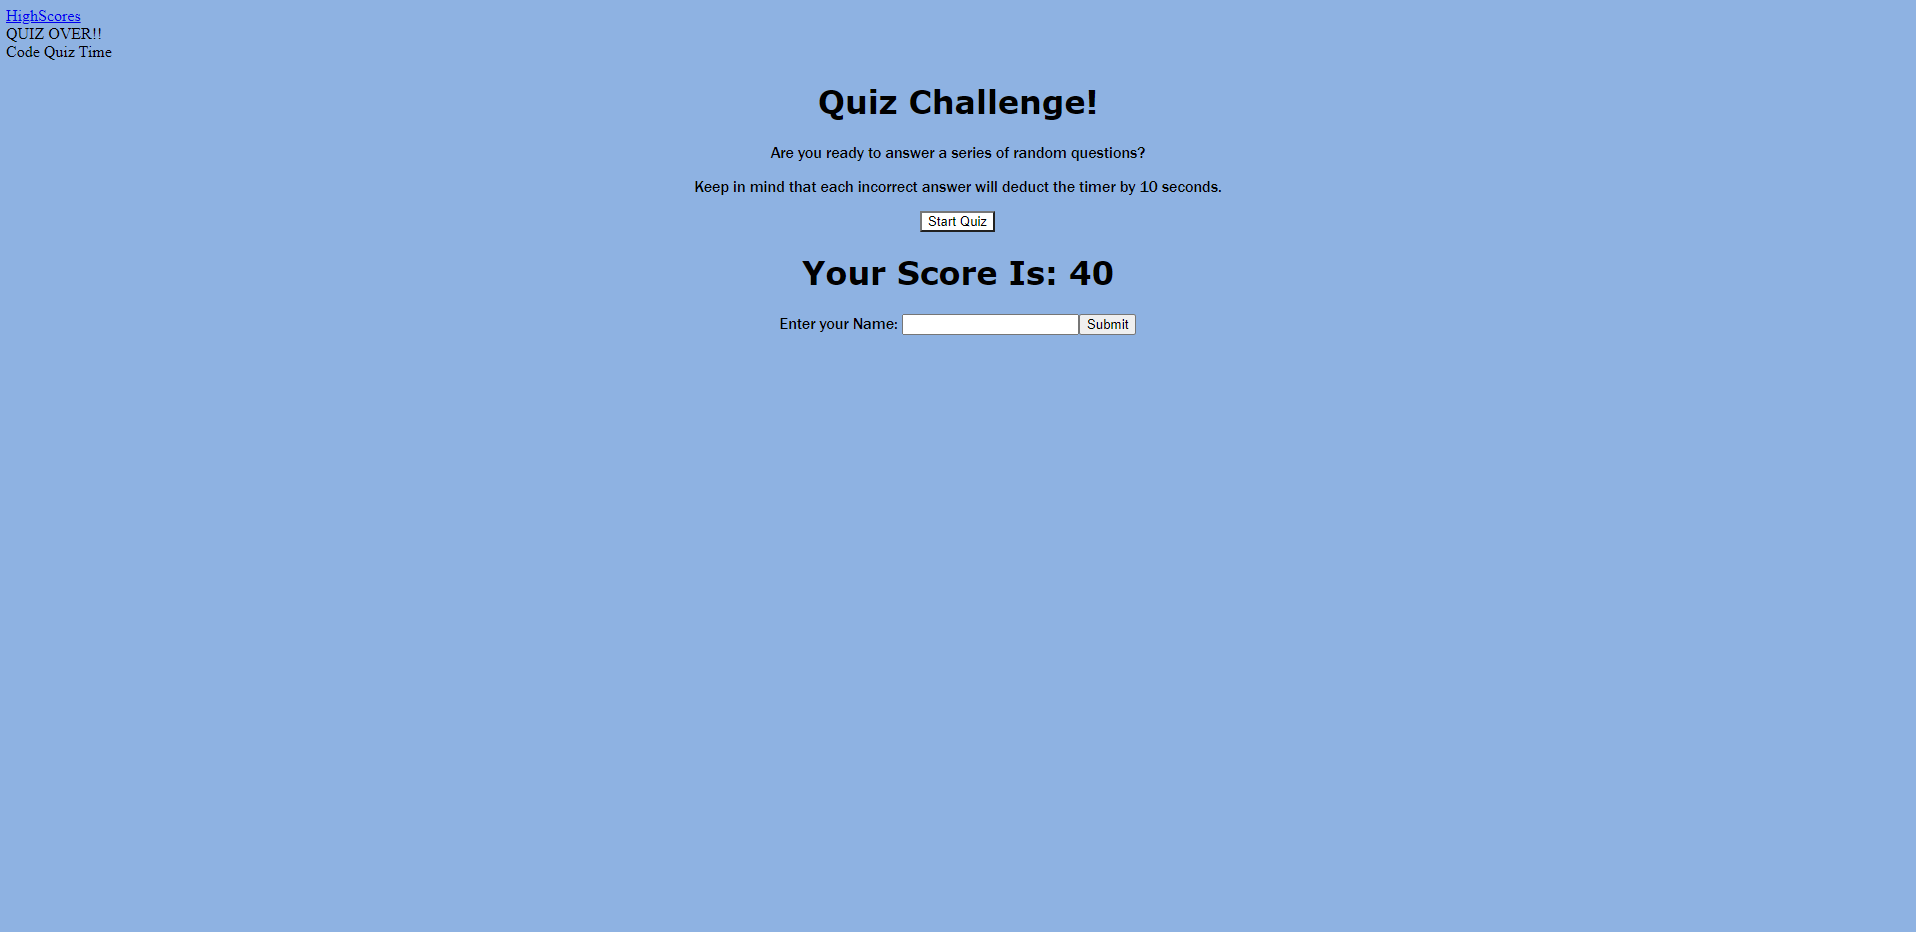 HighScores
QUIZ OVER!!
Code Quiz Time
Quiz Challenge!
Are you ready to answer a series of random questions?
Keep in mind that each incorrect answer will deduct the timer by 10 seconds.
Start Quiz
Your Score Is: 40
Enter your Name: Submit